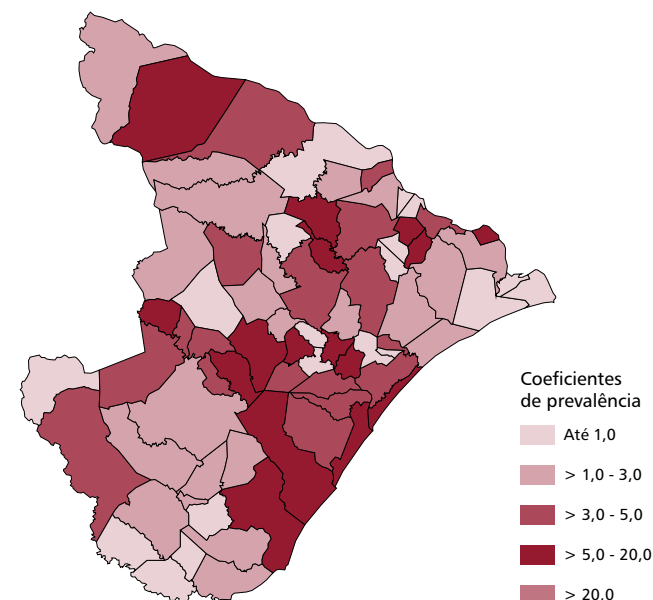 Coeficientes
de prevalência
Até 1,0
> 1,0 - 3,0
> 3,0 - 5,0
> 5,0 - 20,0
> 20,0